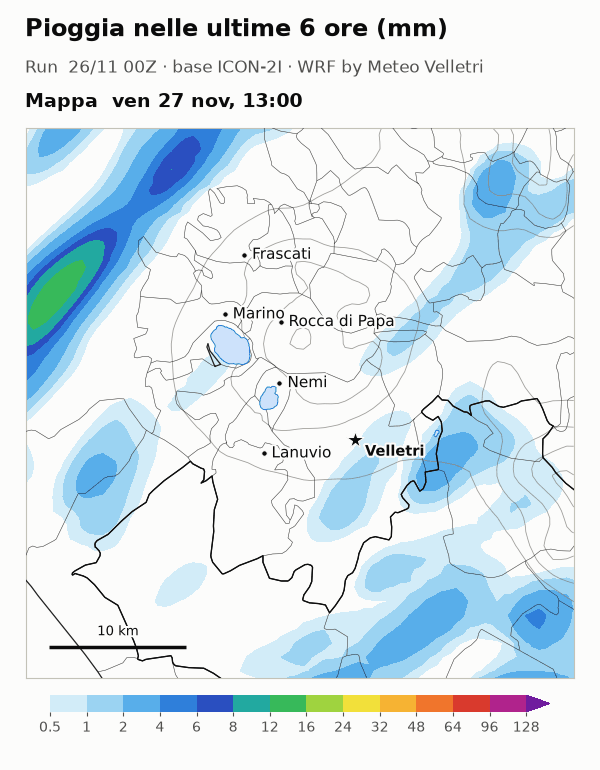 Pioggia nelle ultime 6 ore (mm)
Run  26/11 00Z · base ICON-2I · WRF by Meteo Velletri
Mappa  ven 27 nov, 13:00
Frascati
Marino
Rocca di Papa
Nemi
Velletri
Lanuvio
10 km
0.5 1 2 4 6 8 12 16 24 32 48 64 96 128